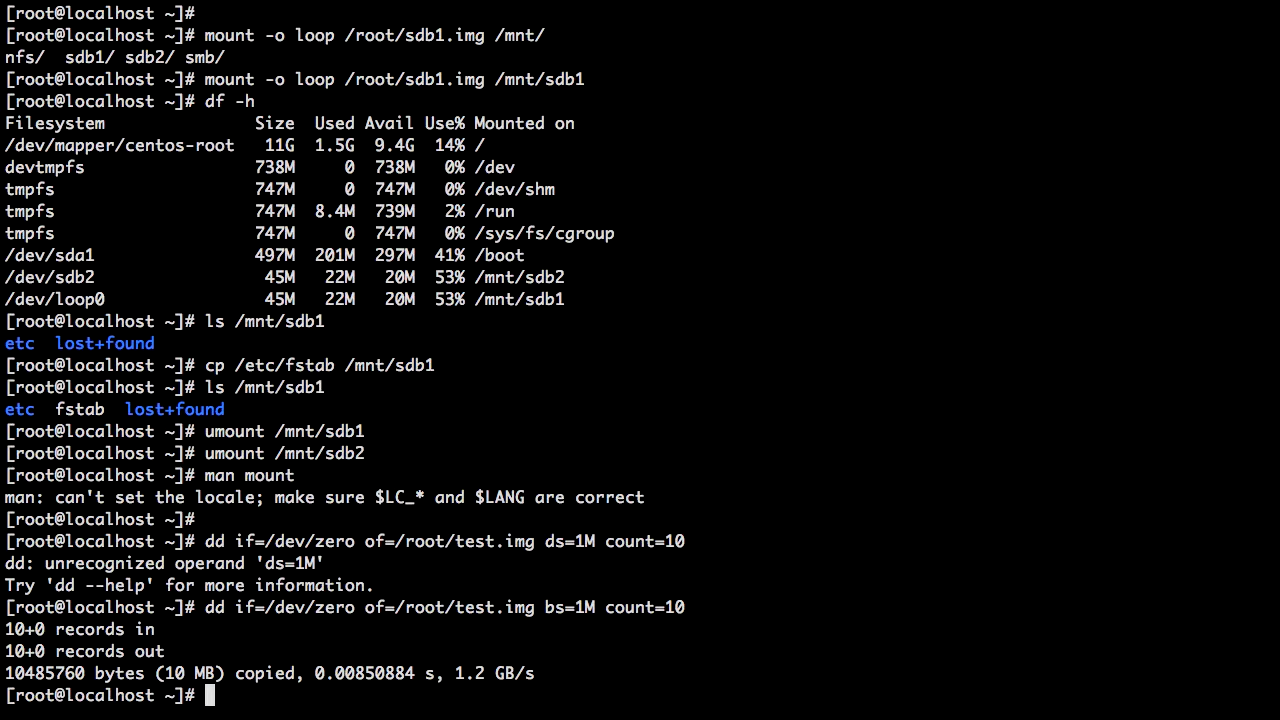 [root@localhost ~]#
[root@localhost ~]# mount -o loop /root/sdb1.img /mnt/
nfs/  sdb1/ sdb2/ smb/
[root@localhost ~]# mount -o loop /root/sdb1.img /mnt/sdb1
[root@localhost ~]# df -h
Filesystem               Size  Used Avail Use% Mounted on
/dev/mapper/centos-root   11G  1.5G  9.4G  14% /
devtmpfs                 738M     0  738M   0% /dev
tmpfs                    747M     0  747M   0% /dev/shm
tmpfs                    747M  8.4M  739M   2% /run
tmpfs                    747M     0  747M   0% /sys/fs/cgroup
/dev/sda1                497M  201M  297M  41% /boot
/dev/sdb2                 45M   22M   20M  53% /mnt/sdb2
/dev/loop0                45M   22M   20M  53% /mnt/sdb1
[root@localhost ~]# ls /mnt/sdb1
etc  lost+found
[root@localhost ~]# cp /etc/fstab /mnt/sdb1
[root@localhost ~]# ls /mnt/sdb1
etc  fstab  lost+found
[root@localhost ~]# umount /mnt/sdb1
[root@localhost ~]# umount /mnt/sdb2
[root@localhost ~]# man mount
man: can't set the locale; make sure $LC_* and $LANG are correct
[root@localhost ~]#
[root@localhost ~]# dd if=/dev/zero of=/root/test.img ds=1M count=10
dd: unrecognized operand 'ds=1M'
Try 'dd --help' for more information.
[root@localhost ~]# dd if=/dev/zero of=/root/test.img bs=1M count=10
10+0 records in
10+0 records out
10485760 bytes (10 MB) copied, 0.00850884 s, 1.2 GB/s
[root@localhost ~]#